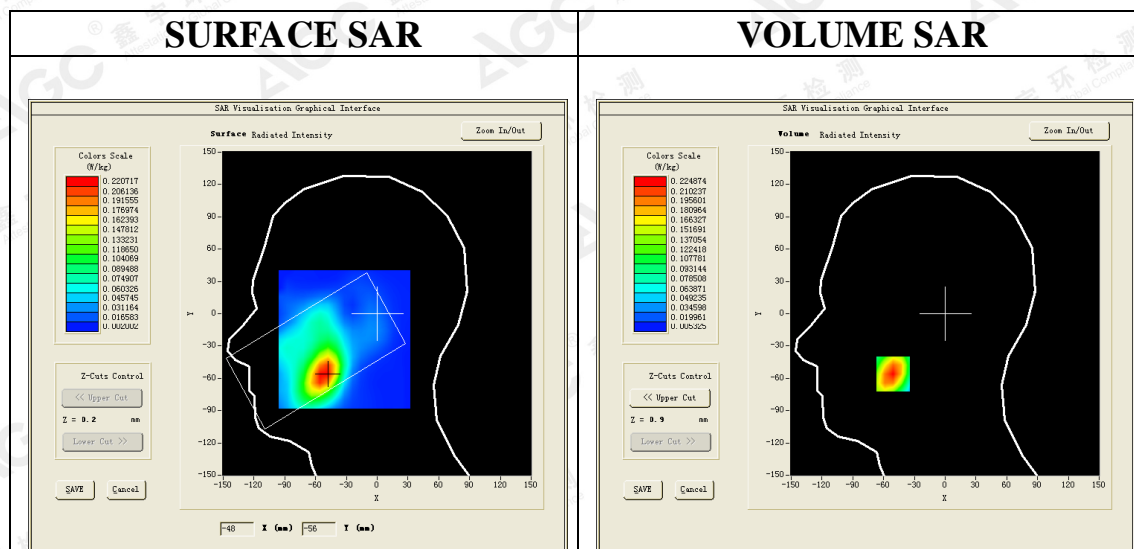 SURFACE SAR
VOLUME SAR
SAR Visualisation Graphical Interface
Surface Radiated Intensity
Zoom In/Out
Colors Scale
(W/kg)
0.220717
0.206136
0.191555
0.176974
0.162393
0.147812
0.133231
0.118650
0.104069
0.089488
0.074907
0.060326
0.045745
0.031164
0.016583
0.002002
150
120
90
60
30
0
-30
-60
-90
-120
-150
Y
-150 -120 -90 -60 -30 0 30 60 90 120 150
X
Z-Cuts Control
<< Upper Cut
Z = 0.2 mm
Lower Cut >>
SAVE Cancel
-48 X (mm) -56 Y (mm)
SAR Visualisation Graphical Interface
Volume Radiated Intensity
Zoom In/Out
Colors Scale
(W/kg)
0.224874
0.210237
0.195601
0.180964
0.166327
0.151691
0.137054
0.122418
0.107781
0.093144
0.078508
0.063871
0.049235
0.034598
0.019961
0.005325
150
120
90
60
30
0
-30
-60
-90
-120
-150
Y
-150 -120 -90 -60 -30 0 30 60 90 120 150
X
Z-Cuts Control
<< Upper Cut
Z = 0.9 mm
Lower Cut >>
SAVE Cancel